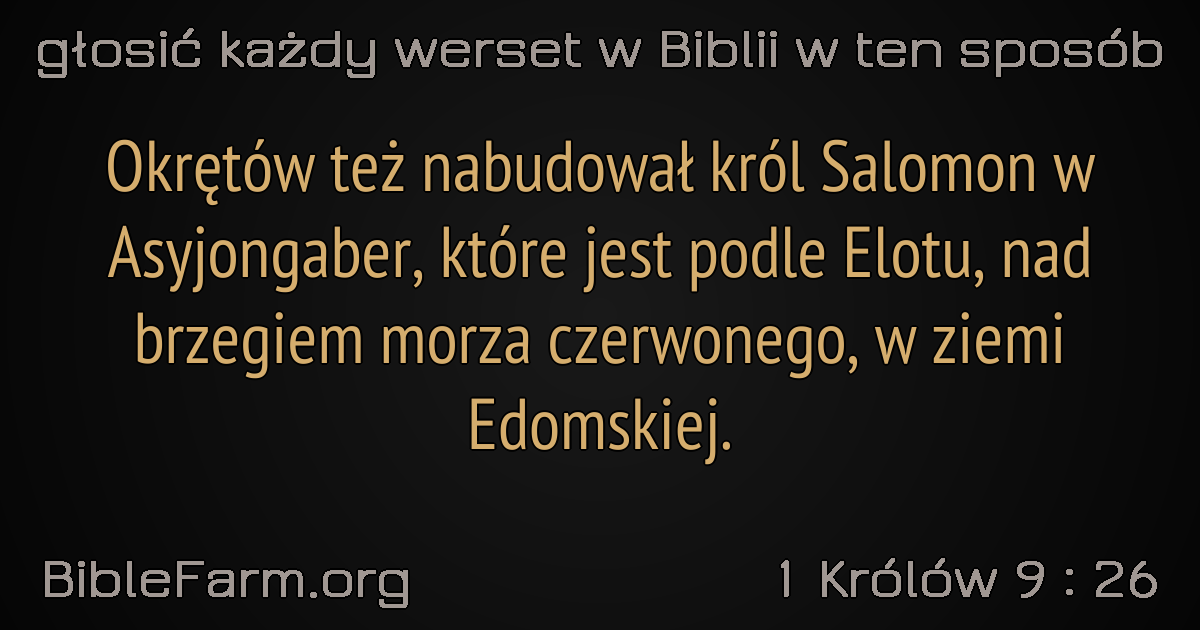 głosić każdy werset w Biblii w ten sposób
Okrętów też nabudował król Salomon w
Asyjongaber, które jest podle Elotu, nad
brzegiem morza czerwonego, w ziemi
Edomskiej.
BibleFarm.org
1 Królów 9 : 26